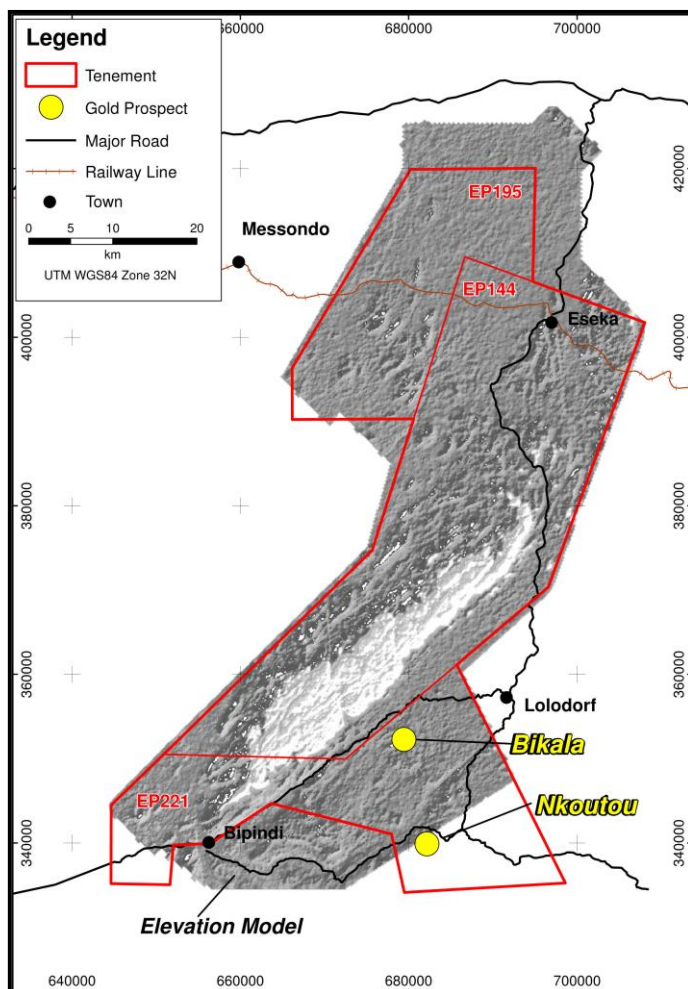 660000
680000
700000
Legend
Tenement
Gold Prospect
Major Road
Railway Line
Town
0 10 20
km
UTM WGS84 Zone 32N
420000
420000
EP195
Messondo
EP144
Eseka
400000
400000
380000
380000
360000
360000
Lolodorf
Bikala
EP221
Nkoutou
340000
340000
Bipindi
Elevation Model
640000
660000
680000
700000